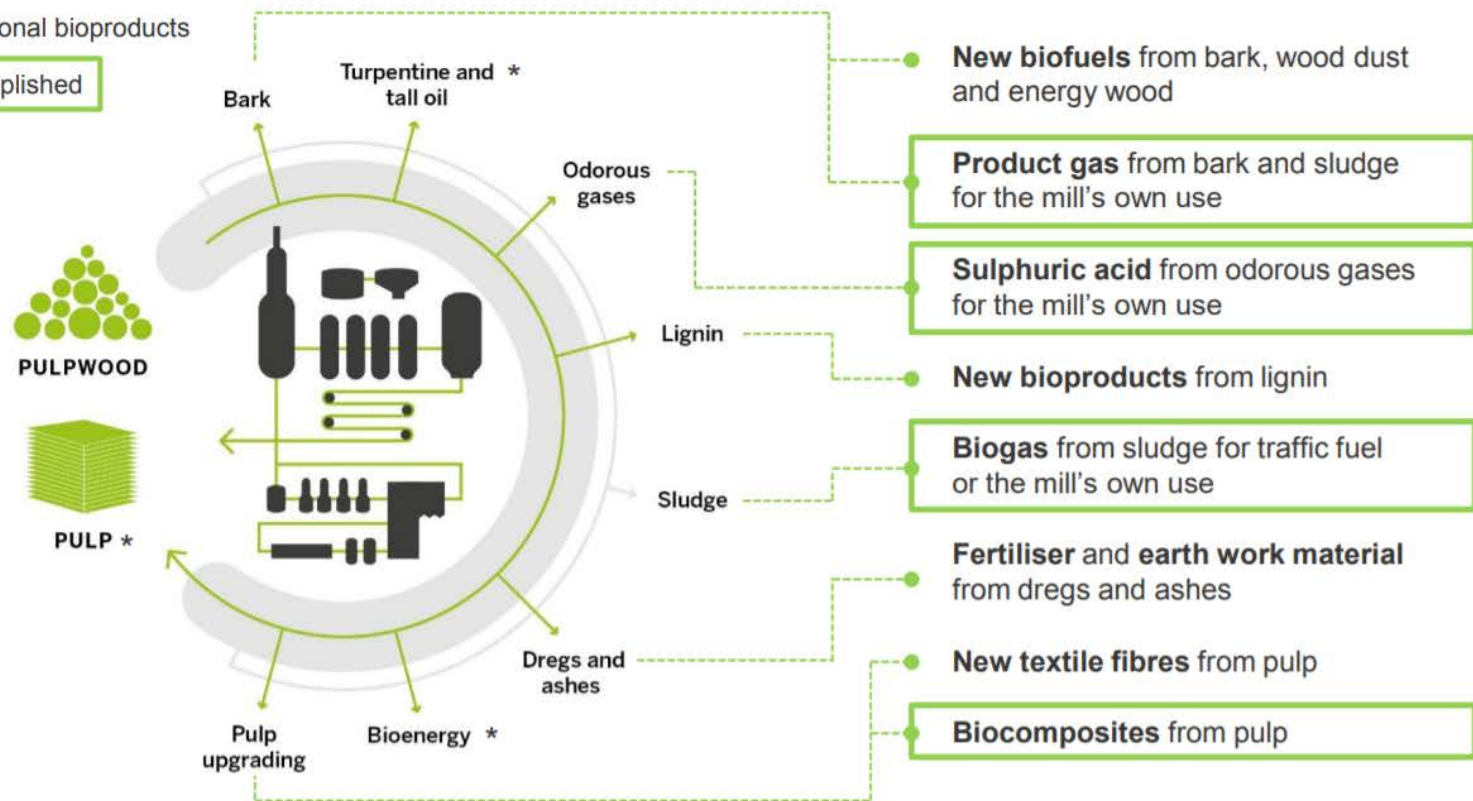 onal bioproducts
plished
Bark
Turpentine and *
tall oil
Odorous
gases
Lignin
Sludge
Dregs and
ashes
Bioenergy *
Pulp
upgrading
PULPWOOD
PULP *
New biofuels from bark, wood dust
and energy wood
Product gas from bark and sludge
for the mill's own use
Sulphuric acid from odorous gases
for the mill's own use
New bioproducts from lignin
Biogas from sludge for traffic fuel
or the mill's own use
Fertiliser and earth work material
from dregs and ashes
New textile fibres from pulp
Biocomposites from pulp